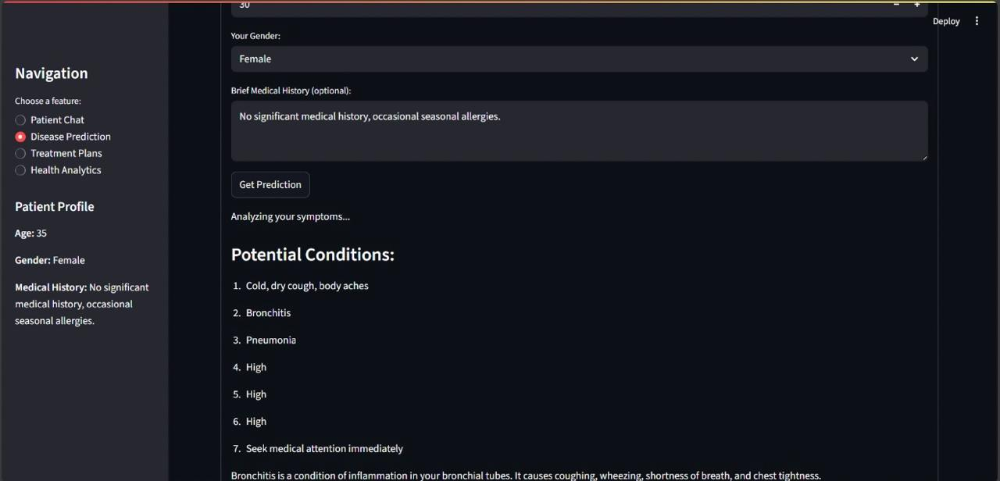 30
Deploy
Your Gender:
Female
Brief Medical History (optional):
No significant medical history, occasional seasonal allergies.
Get Prediction
Analyzing your symptoms...
Potential Conditions:
1. Cold, dry cough, body aches
2. Bronchitis
3. Pneumonia
4. High
5. High
6. High
7. Seek medical attention immediately
Bronchitis is a condition of inflammation in your bronchial tubes. It causes coughing, wheezing, shortness of breath, and chest tightness.
Navigation
Choose a feature:
Patient Chat
Disease Prediction
Treatment Plans
Health Analytics
Patient Profile
Age: 35
Gender: Female
Medical History: No significant
medical history, occasional
seasonal allergies.